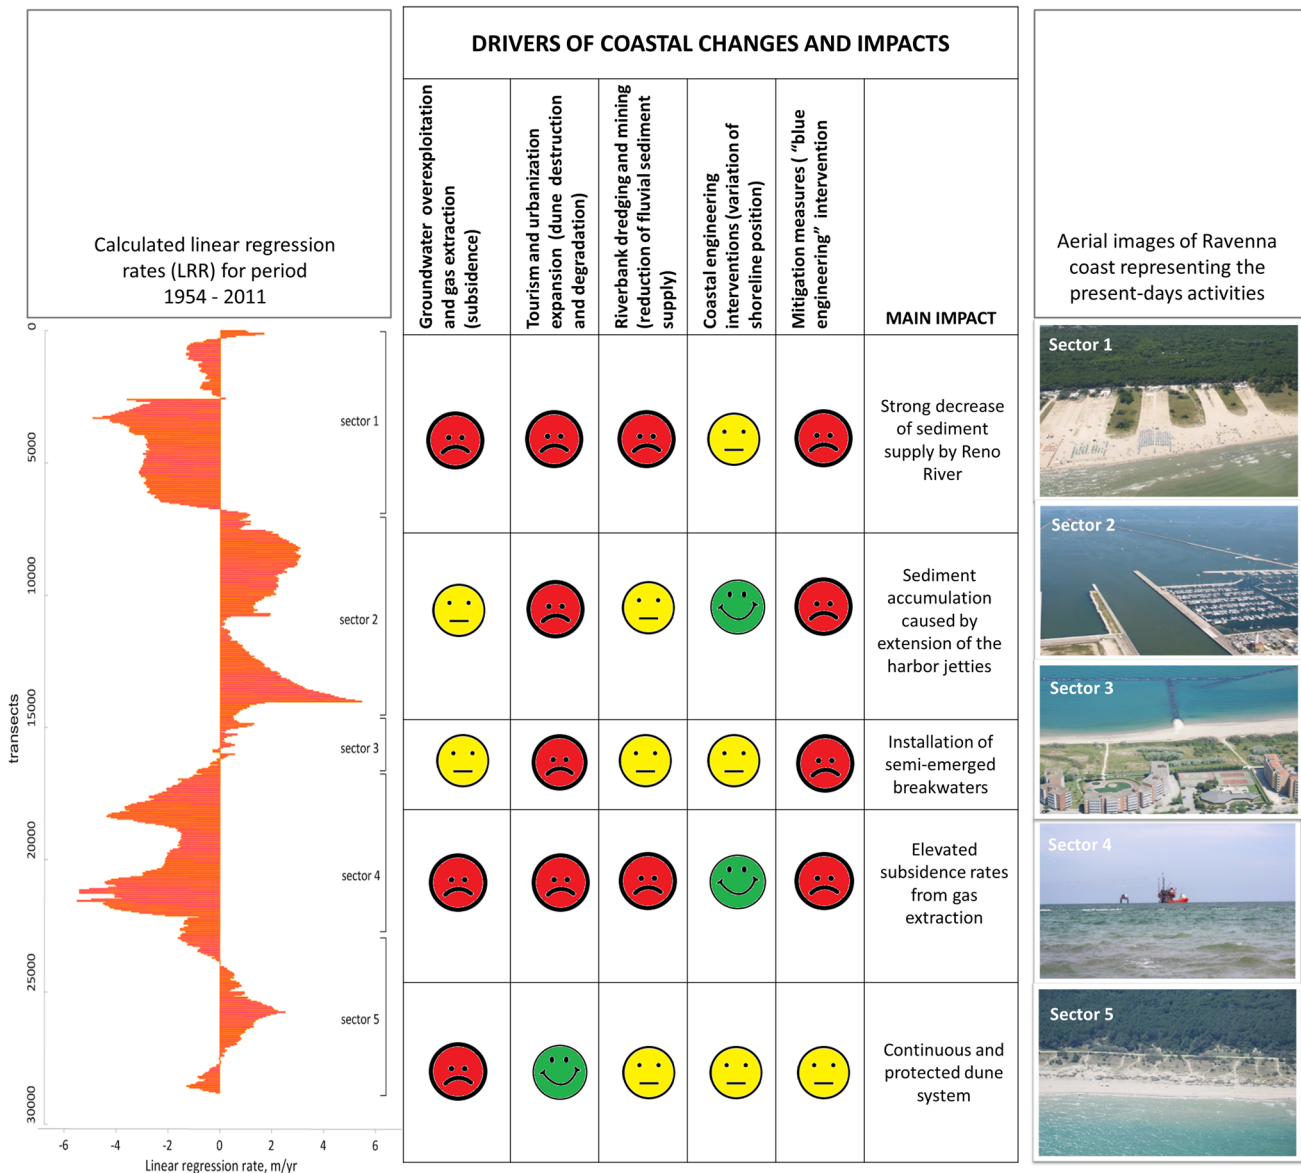 DRIVERS OF COASTAL CHANGES AND IMPACTS
Calculated linear regression
rates (LRR) for period
1954 - 2011
Groundwater overexploitation
and gas extraction
(subsidence)
Tourism and urbanization
expansion (dune destruction
and degradation)
Riverbank dredging and mining
(reduction of fluvial sediment
supply)
Coastal engineering
interventions (variation of
shoreline position)
Mitigation measures ( “blue
engineering” intervention
MAIN IMPACT
Aerial images of Ravenna
coast representing the
present-days activities
transects
0
5000
10000
15000
20000
25000
30000
sector 1
sector 2
sector 3
sector 4
sector 5
-6 -4 -2 0 2 4 6
Linear regression rate, m/yr
Strong decrease
of sediment
supply by Reno
River
Sediment
accumulation
caused by
extension of the
harbor jetties
Installation of
semi-emerged
breakwaters
Elevated
subsidence rates
from gas
extraction
Continuous and
protected dune
system
Sector 1
Sector 2
Sector 3
Sector 4
Sector 5